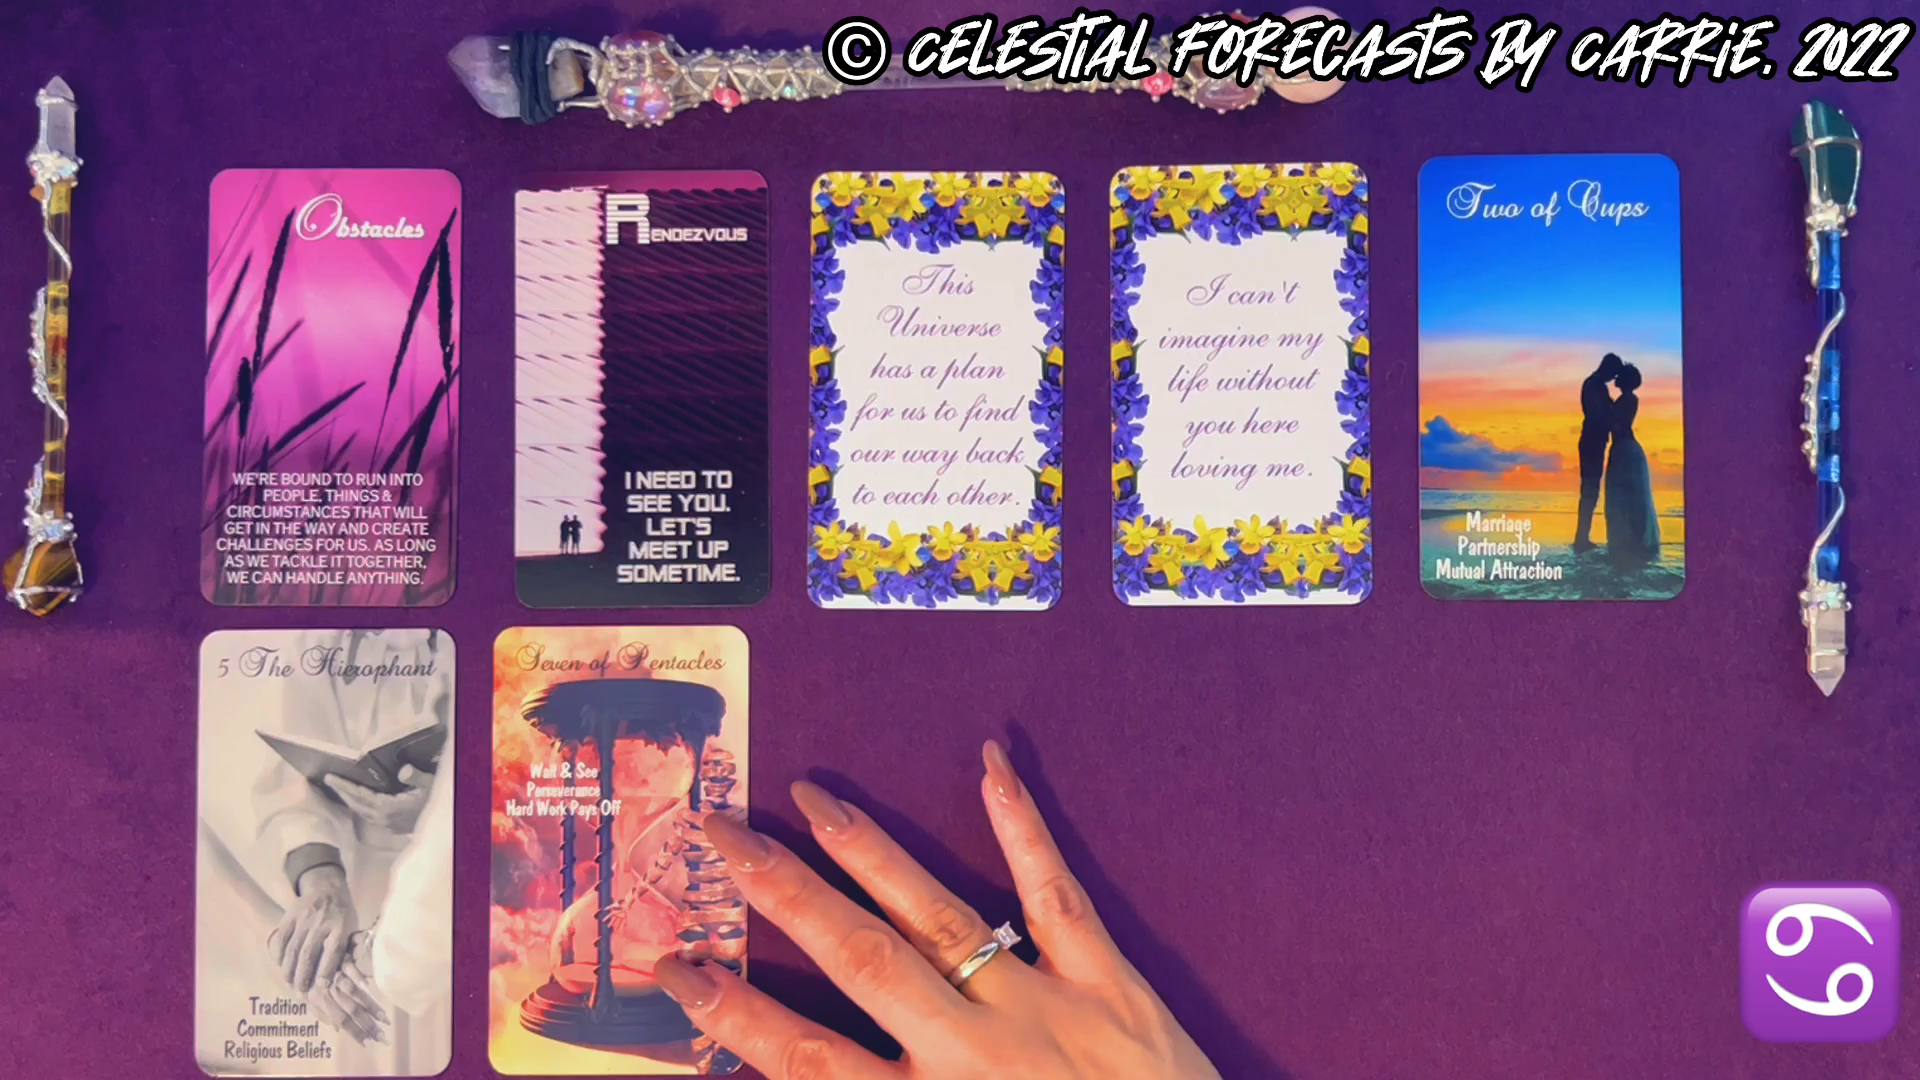 © CELESTIAL FORECASTS BY CARRIE. 2022
Obstacles
WE'RE BOUND TO RUN INTO
PEOPLE, THINGS &
CIRCUMSTANCES THAT WILL
GET IN THE WAY AND CREATE
CHALLENGES FOR US. AS LONG
AS WE TACKLE IT TOGETHER,
WE CAN HANDLE ANYTHING.
RENDEZVOUS
I NEED TO
SEE YOU.
LET'S
MEET UP
SOMETIME.
This
Universe
has a plan
for us to find
our way back
to each other.
I can't
imagine my
life without
you here
loving me.
Two of Cups
Marriage
Partnership
Mutual Attraction
5 The Hierophant
Tradition
Commitment
Religious Beliefs
Seven of Pentacles
Wait & See
Perseverance
Hard Work Pays Off